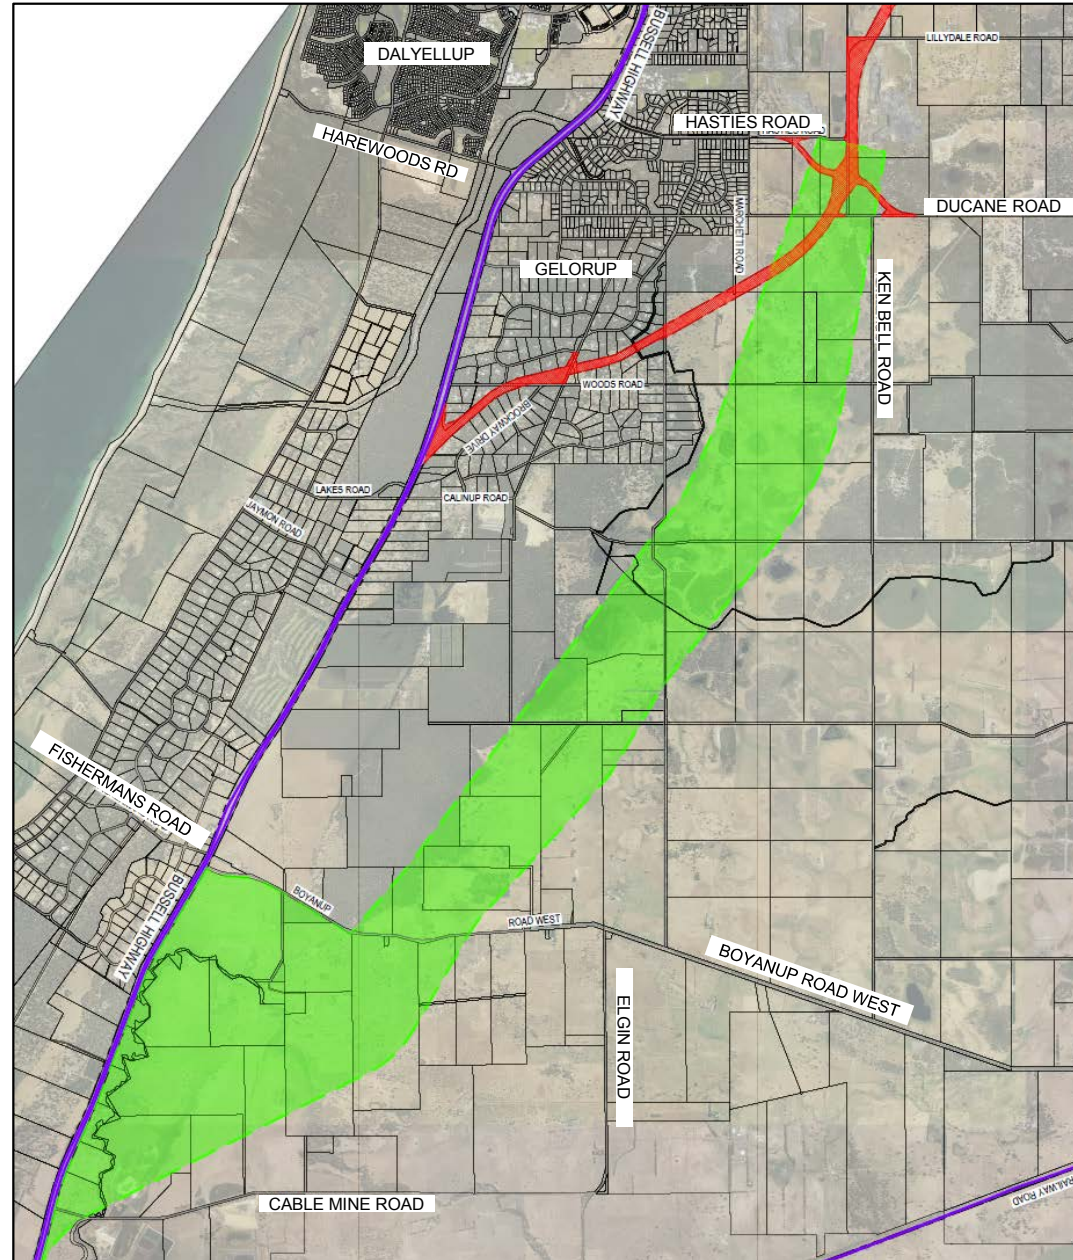 LILLYDALE ROAD
DALYELLUP
BUSSELL HIGHWAY
HASTIES ROAD
HASTIES ROAD
HAREWOODS RD
MARCHETTI ROAD
DUCANE ROAD
GELORUP
KEN BELL ROAD
WOODS ROAD
BROCKWAY DRIVE
LAKES ROAD
CALINUP ROAD
JAYMON ROAD
FISHERMANS ROAD
BUSSELL HIGHWAY
BOYANUP
ROAD WEST
BOYANUP ROAD WEST
ELGIN ROAD
RAILWAY ROAD
CABLE MINE ROAD